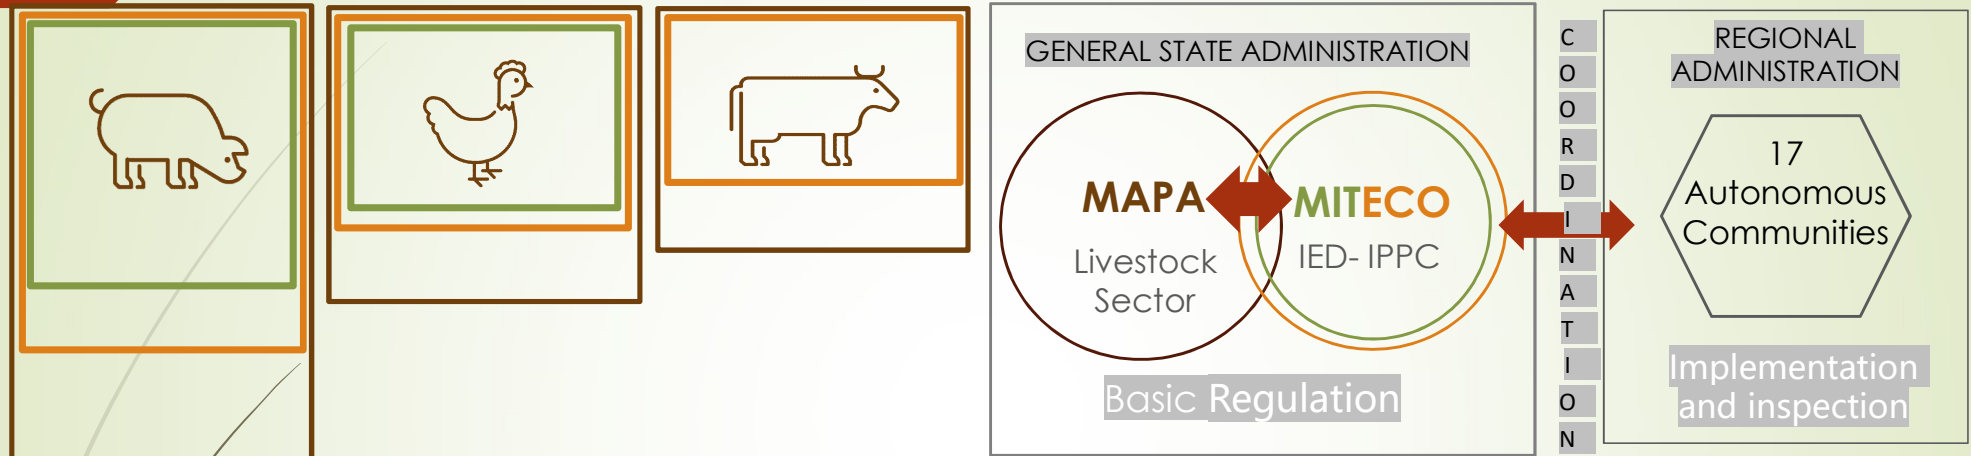 GENERAL STATE ADMINISTRATION
MAPA
Livestock
Sector
MITECO
IED- IPPC
Basic Regulation
C
O
O
R
D
I
N
A
T
I
O
N
REGIONAL
ADMINISTRATION
17
Autonomous
Communities
Implementation
and inspection